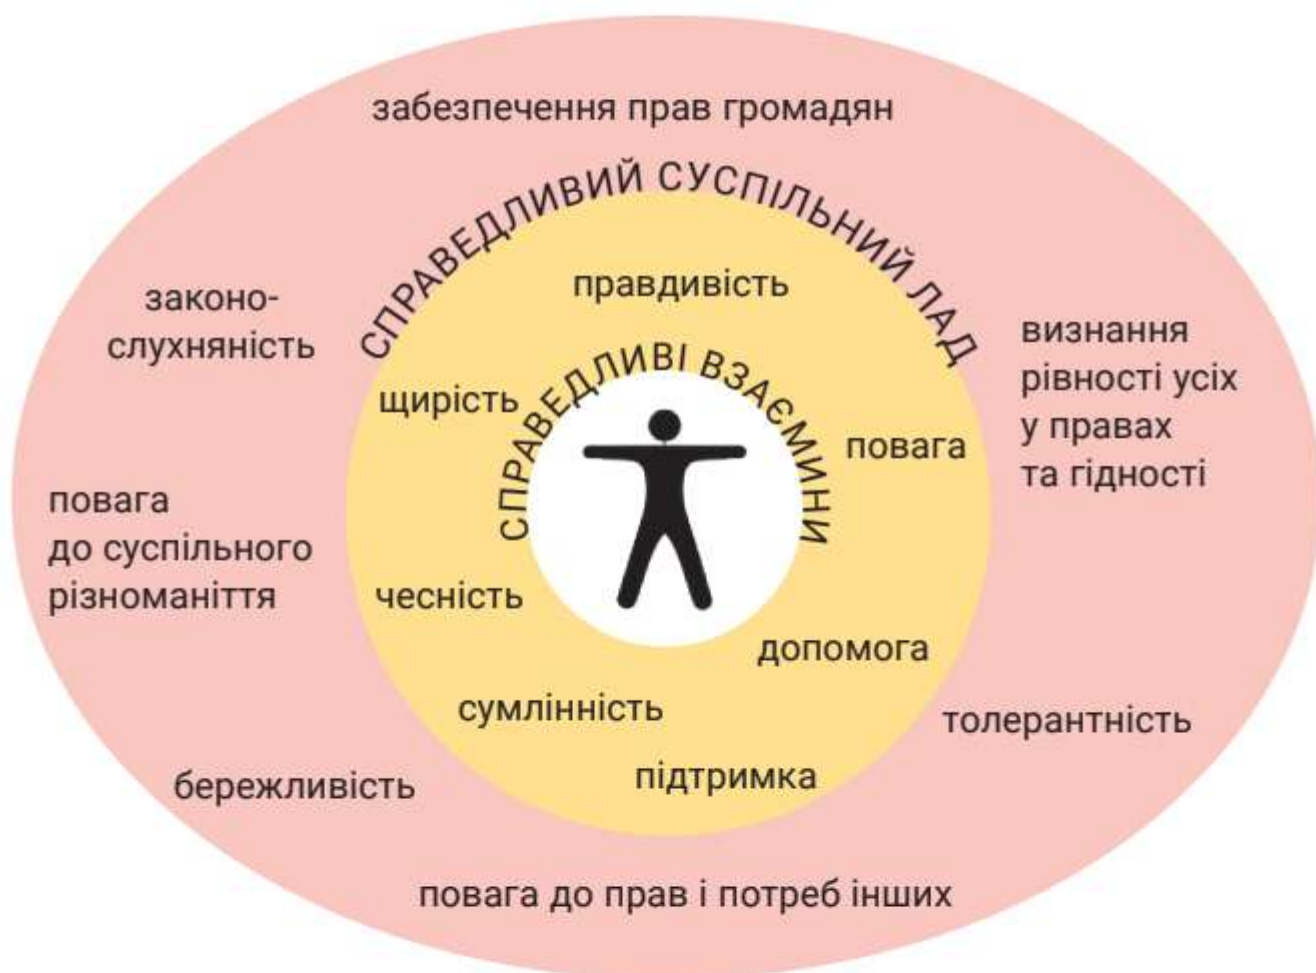 забезпечення прав громадян
СПРАВЕДЛИВИЙ СУСПІЛЬНИЙ ЛАД
правдивість
законо-
слухняність
визнання
рівності усіх
у правах
та гідності
СПРАВЕДЛИВІ ВЗАЄМИНИ
щирість
повага
повага
до суспільного
різноманіття
чесність
допомога
сумлінність
толерантність
підтримка
бережливість
повага до прав і потреб інших